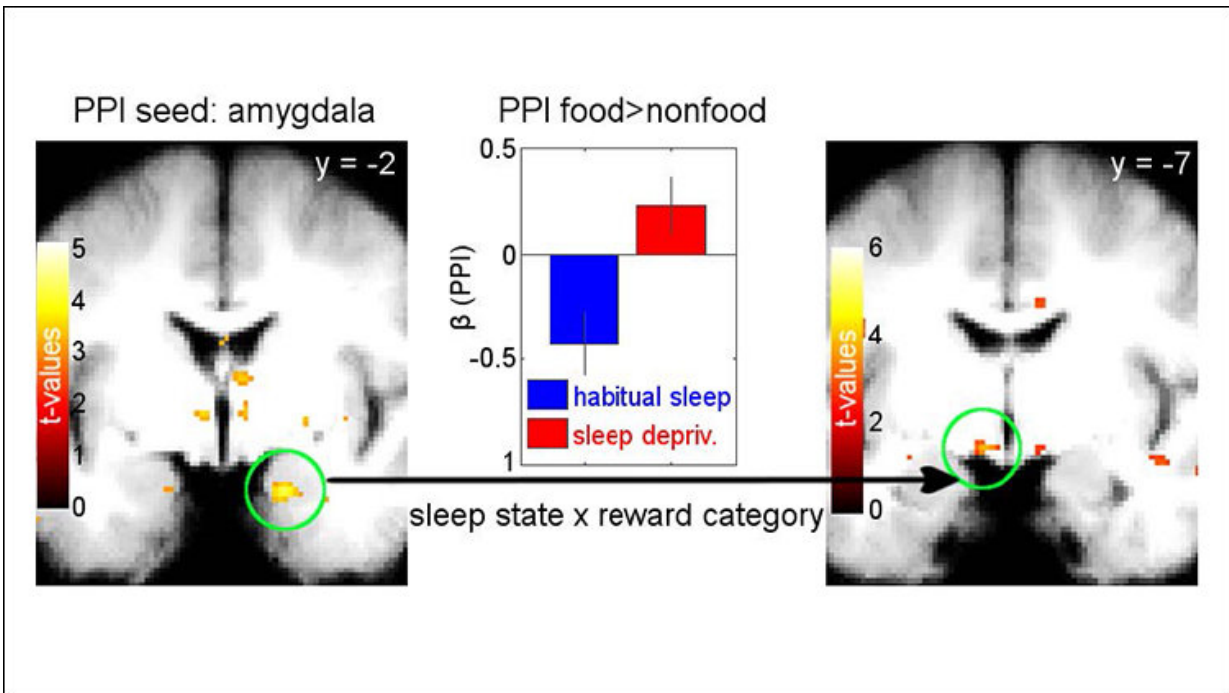 PPI seed: amygdala
y = -2
5
4
3
2
1
0
t-values
PPI food>nonfood
0.5
0
-0.5
1
β (PPI)
habitual sleep
sleep depriv.
sleep state x reward category
y = -7
6
4
2
0
t-values